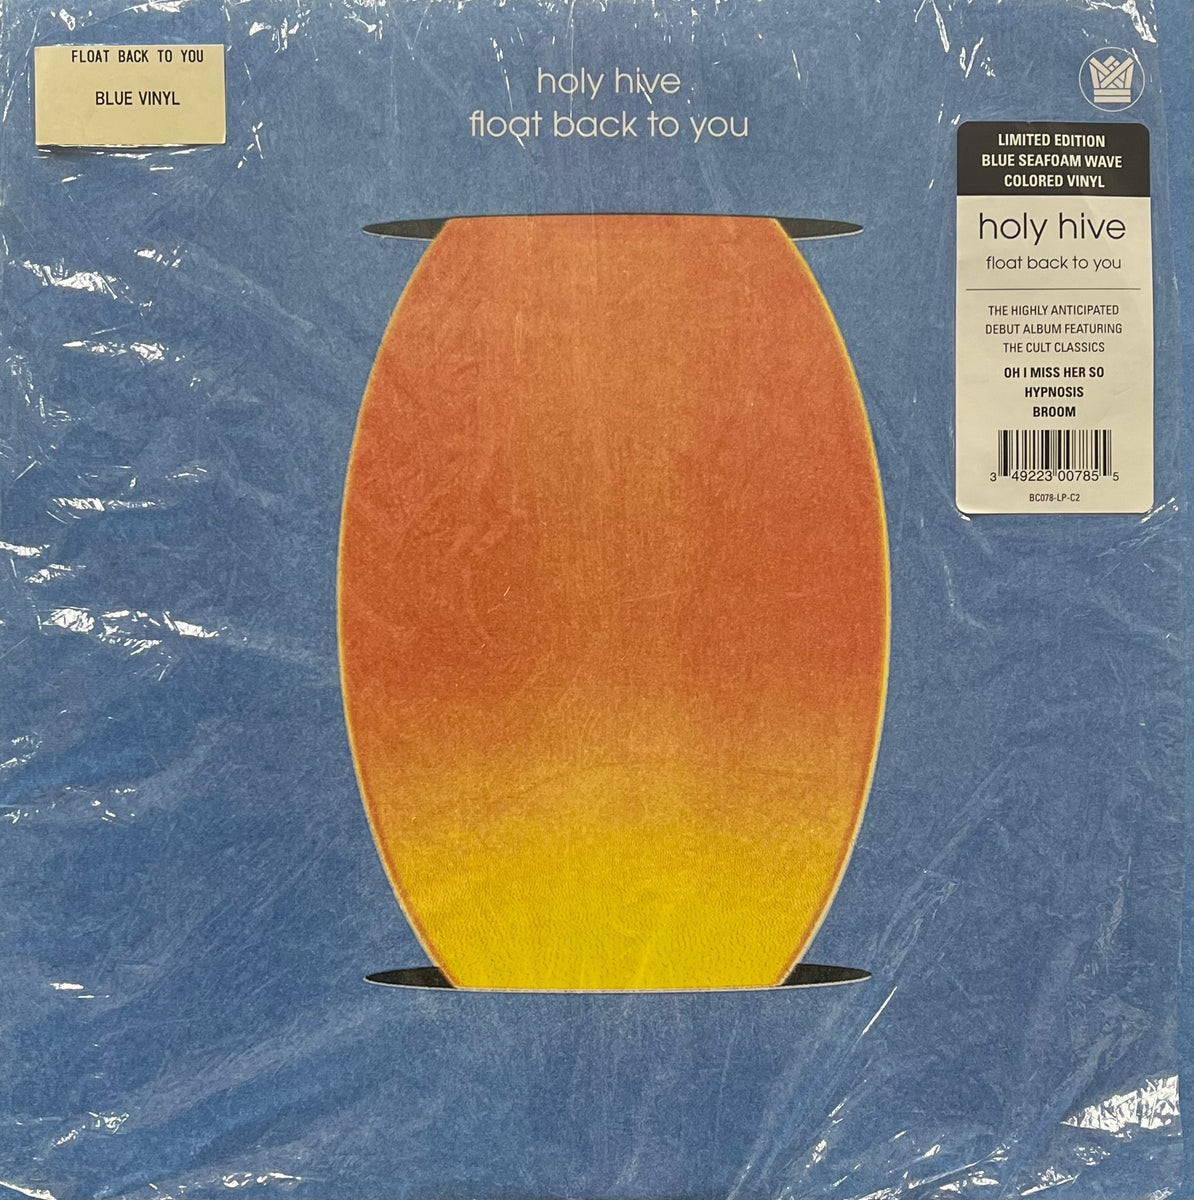 FLOAT BACK TO YOU
BLUE VINYL
holy hive
float back to you
LIMITED EDITION
BLUE SEAFOAM WAVE
COLORED VINYL
holy hive
float back to you
THE HIGHLY ANTICIPATED
DEBUT ALBUM FEATURING
THE CULT CLASSICS
OH I MISS HER SO
HYPNOSIS
BROOM
3 49223 00785 5
BC078-LP-C2